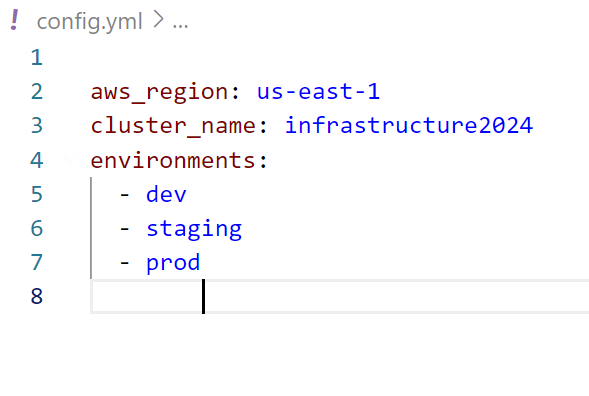 ! config.yml > ...
1
2 aws_region: us-east-1
3 cluster_name: infrastructure2024
4 environments:
5   - dev
6   - staging
7   - prod
8